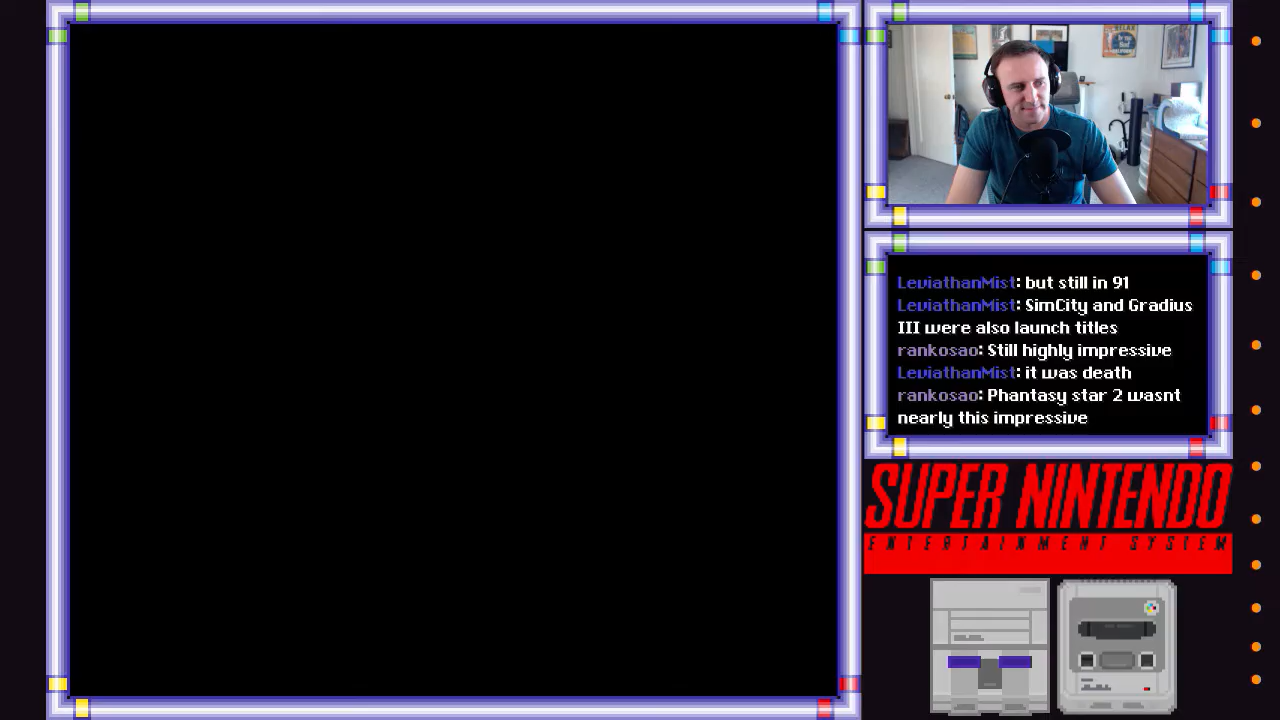 LeviathanMist: but still in 91
LeviathanMist: SimCity and Gradius
III were also launch titles
rankosao: Still highly impressive
LeviathanMist: it was death
rankosao: Phantasy star 2 wasnt
nearly this impressive
SUPER NINTENDO
ENTERTAINMENT SYSTEM